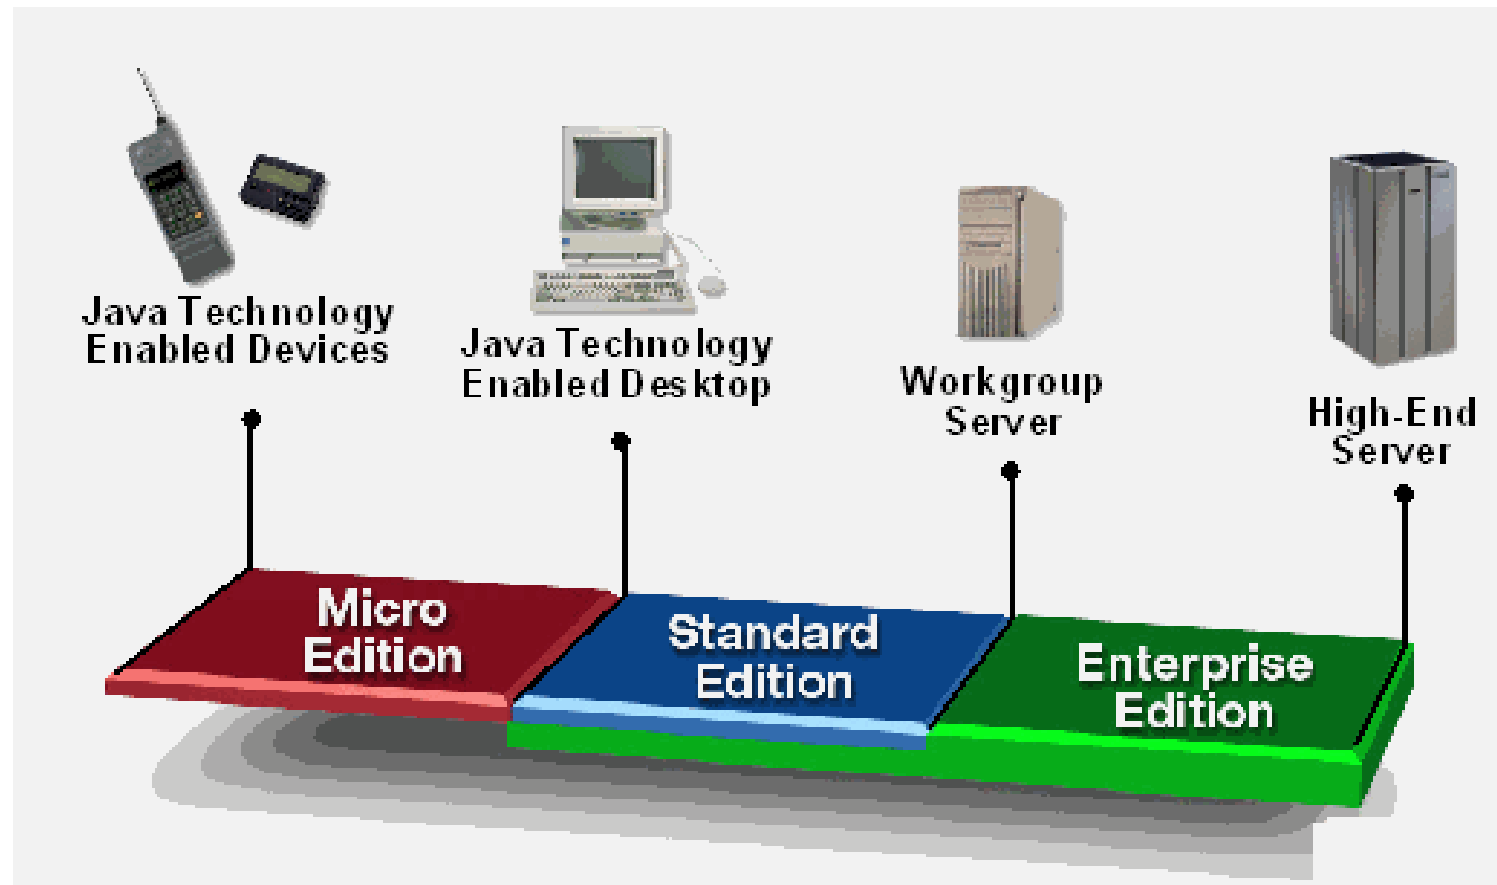 Java Technology
Enabled Devices
Java Technology
Enabled Desktop
Workgroup
Server
High-End
Server
Micro
Edition
Standard
Edition
Enterprise
Edition